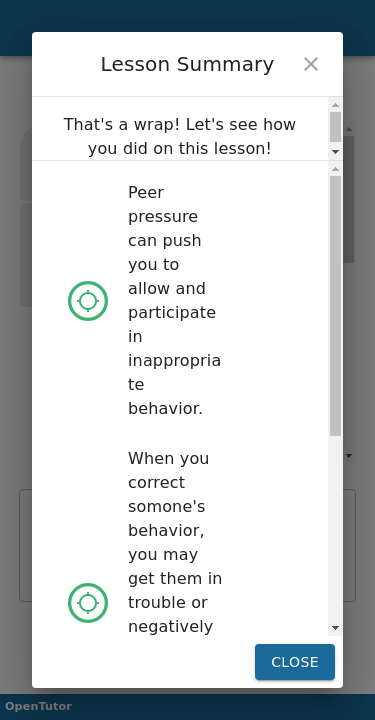 Lesson Summary
That's a wrap! Let's see how
you did on this lesson!
Peer
pressure
can push
you to
allow and
participate
in
inappropria
te
behavior.
When you
correct
somone's
behavior,
you may
get them in
trouble or
negatively
CLOSE
OpenTutor